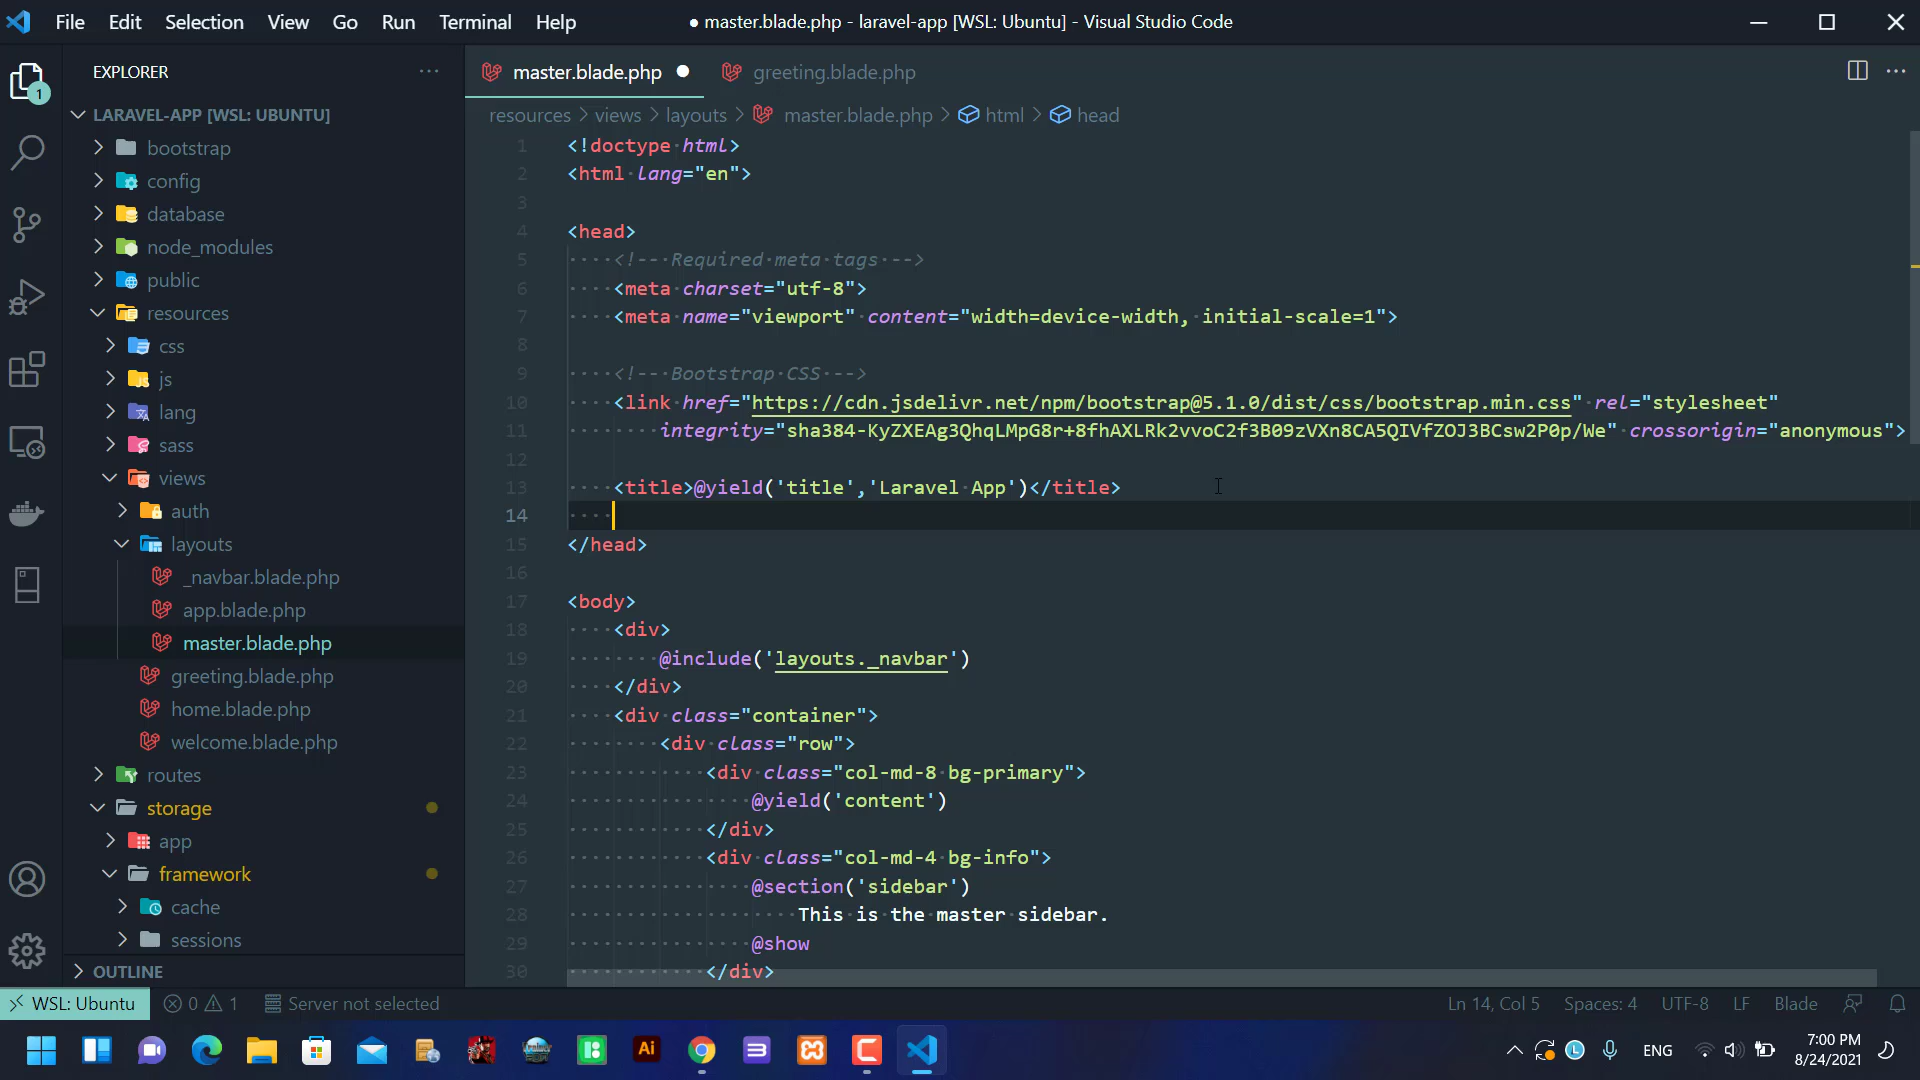 File Edit Selection View Go Run Terminal Help
● master.blade.php - laravel-app [WSL: Ubuntu] - Visual Studio Code
EXPLORER
1
LARAVEL-APP [WSL: UBUNTU]
bootstrap
config
database
node_modules
public
resources
css
js
lang
sass
views
auth
layouts
_navbar.blade.php
app.blade.php
master.blade.php
greeting.blade.php
home.blade.php
welcome.blade.php
routes
storage
app
framework
cache
sessions
OUTLINE
master.blade.php greeting.blade.php
resources > views > layouts > master.blade.php > html > head
1 <!doctype html>
2 <html lang="en">
3
4 <head>
5 <!-- Required meta tags -->
6 <meta charset="utf-8">
7 <meta name="viewport" content="width=device-width, initial-scale=1">
8
9 <!-- Bootstrap CSS -->
10 <link href="https://cdn.jsdelivr.net/npm/bootstrap@5.1.0/dist/css/bootstrap.min.css" rel="stylesheet"
11 integrity="sha384-KyZXEAg3QhqLMpG8r+8fhAXLRk2vvoC2f3B09zVXn8CA5QIVfZOJ3BCsw2P0p/We" crossorigin="anonymous">
12
13 <title>@yield('title','Laravel App')</title>
14
15 </head>
16
17 <body>
18 <div>
19 @include('layouts._navbar')
20 </div>
21 <div class="container">
22 <div class="row">
23 <div class="col-md-8 bg-primary">
24 @yield('content')
25 </div>
26 <div class="col-md-4 bg-info">
27 @section('sidebar')
28 This is the master sidebar.
29 @show
30 </div>
WSL: Ubuntu 0 1 Server not selected
Ln 14, Col 5 Spaces: 4 UTF-8 LF Blade
Ai
ENG
7:00 PM
8/24/2021